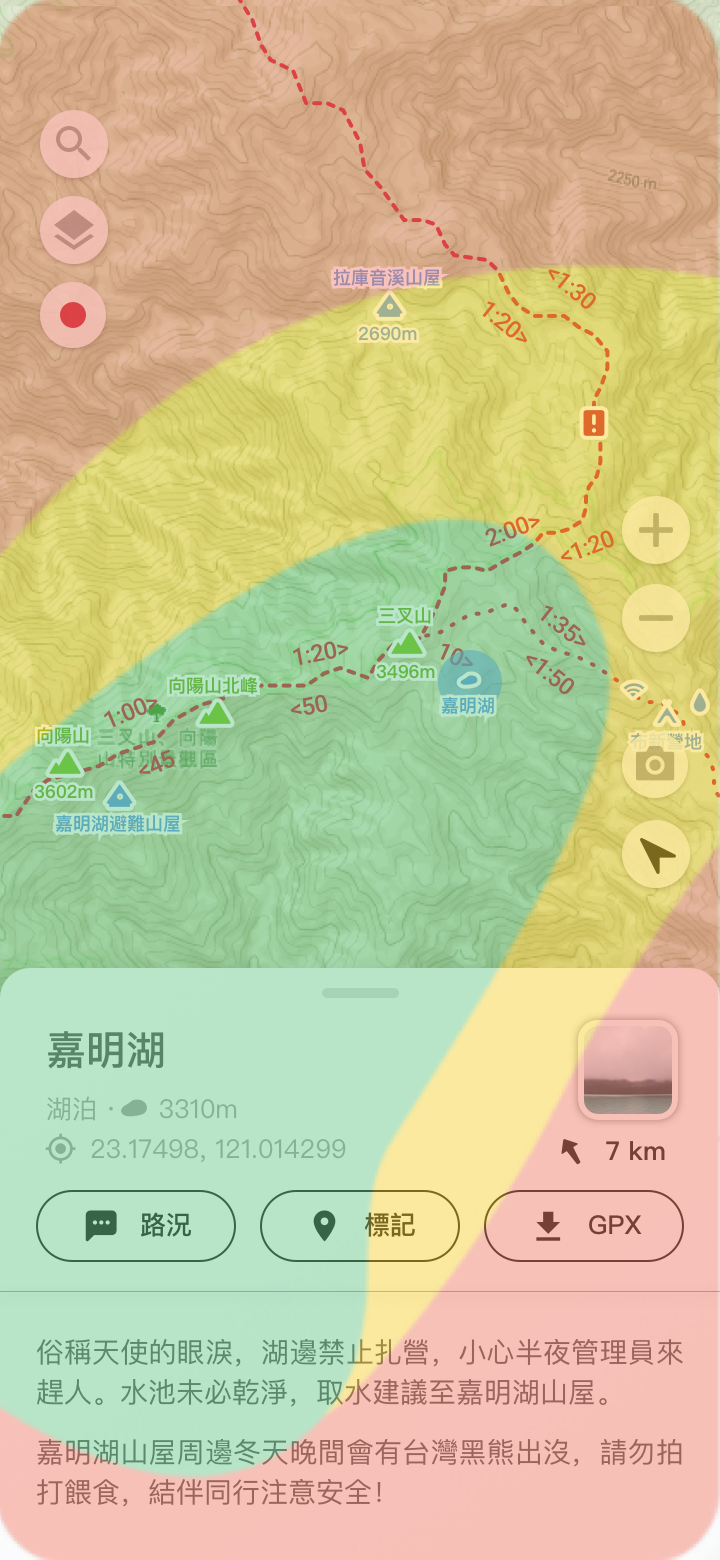 2250 m
拉庫音溪山屋
2690m
<1:30
1:20>
2:00>
<1:20
三叉山
3496m
1:20>
<50
10>
1:35>
<1:50
嘉明湖
向陽山北峰
1:00>
向陽山
3602m
三叉山、向陽
<45
嘉明湖避難山屋
嘉明湖
湖泊・3310m
23.17498, 121.014299
7 km
路況
標記
GPX
俗稱天使的眼淚，湖邊禁止扎營，小心半夜管理員來
趕人。水池未必乾淨，取水建議至嘉明湖山屋。
嘉明湖山屋周邊冬天晚間會有台灣黑熊出沒，請勿拍
打餵食，結伴同行注意安全！